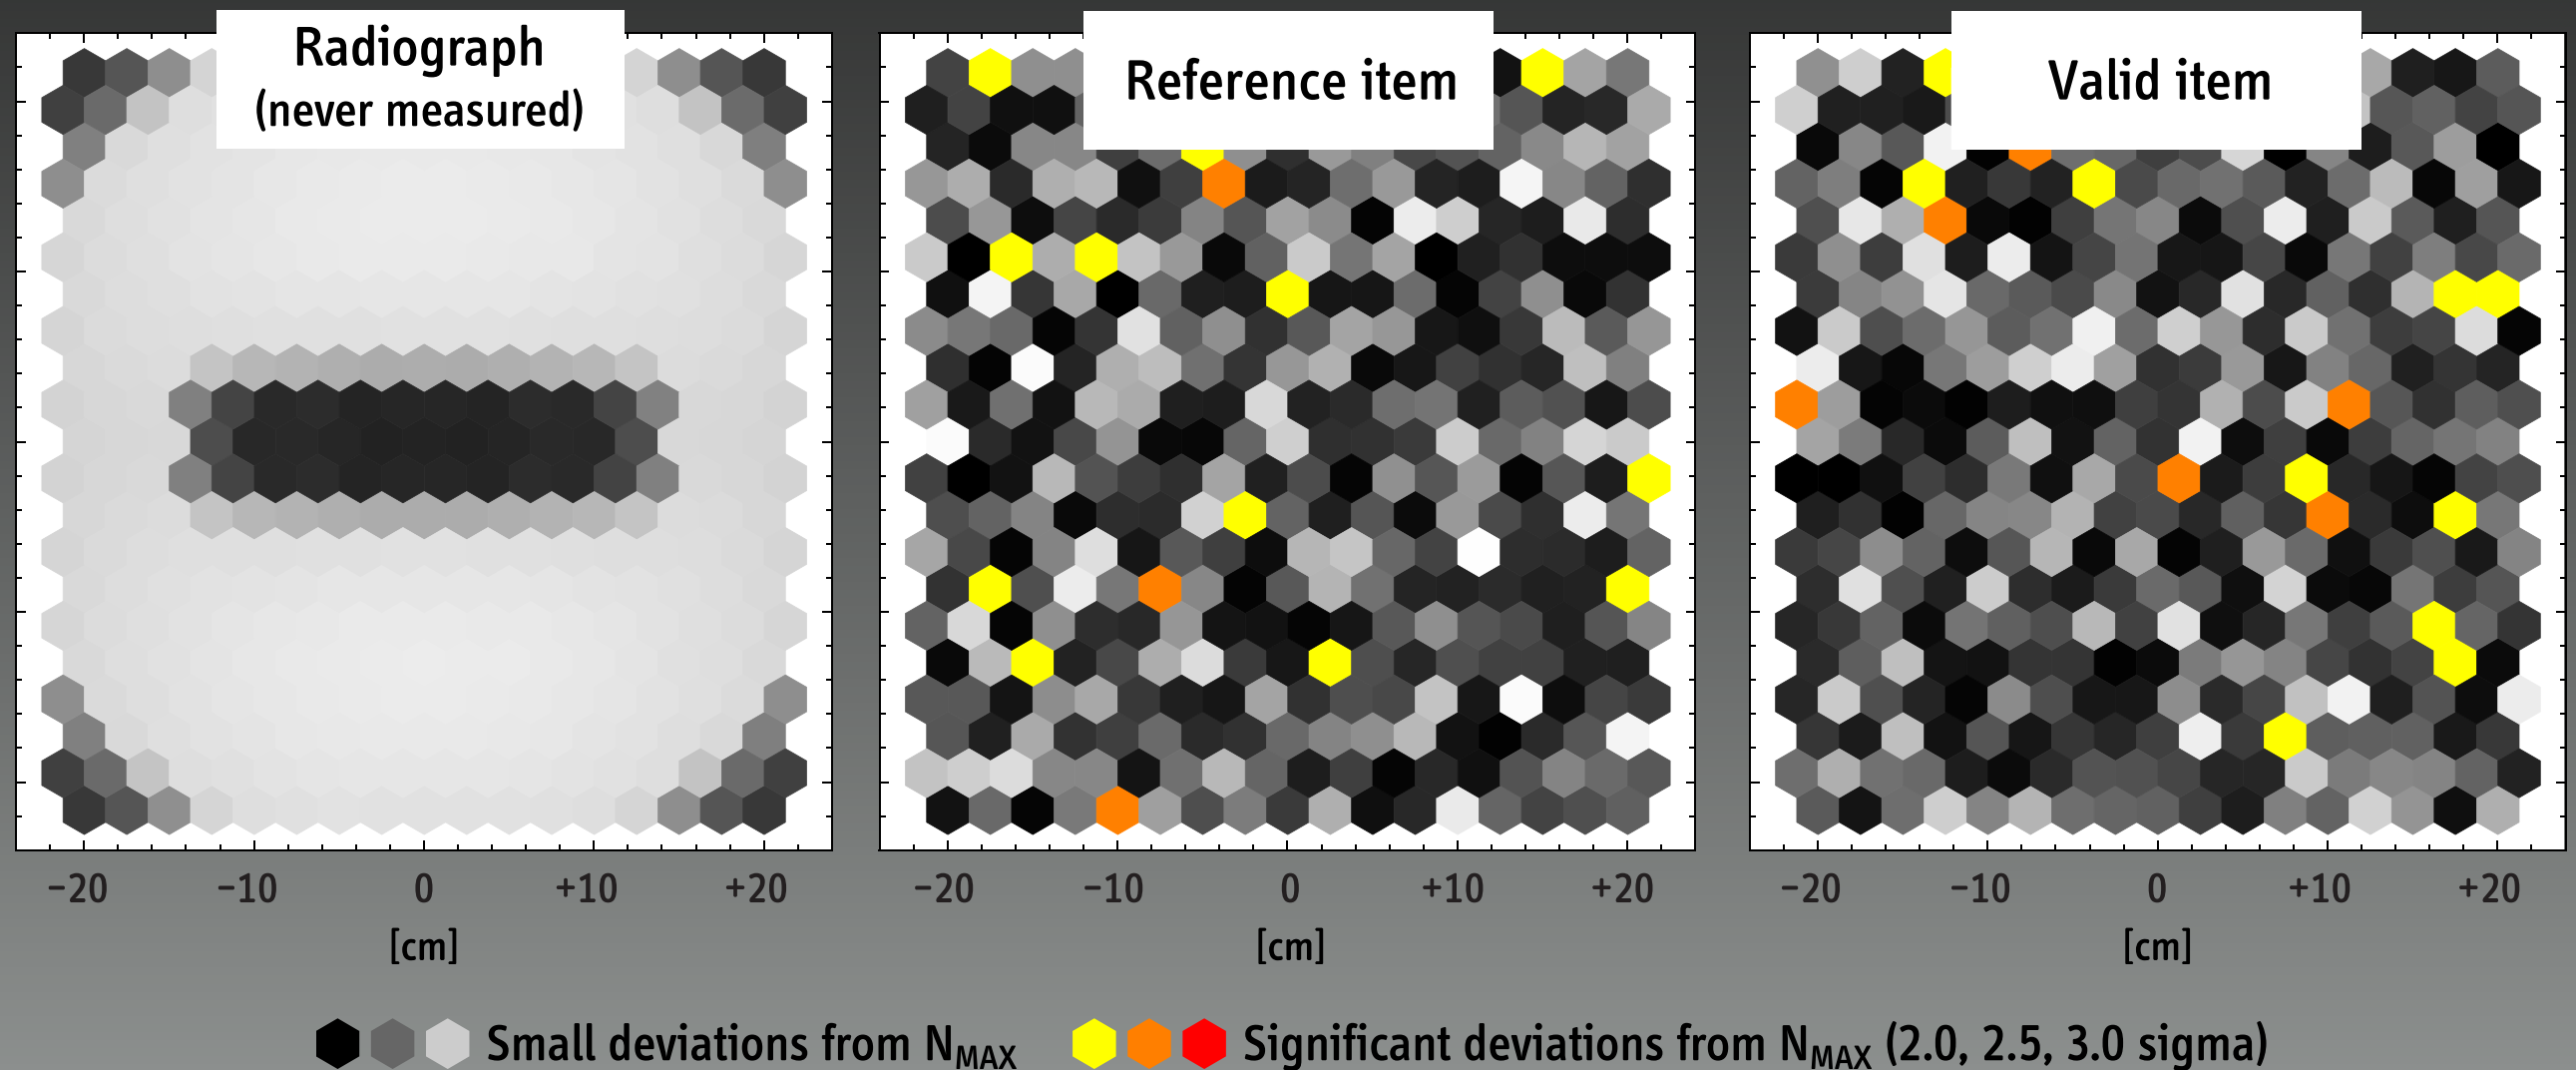 Radiograph
(never measured)
Reference item
Valid item
−20 −10 0 +10 +20
[cm]
−20 −10 0 +10 +20
[cm]
−20 −10 0 +10 +20
[cm]
Small deviations from NMAX
Significant deviations from NMAX (2.0, 2.5, 3.0 sigma)